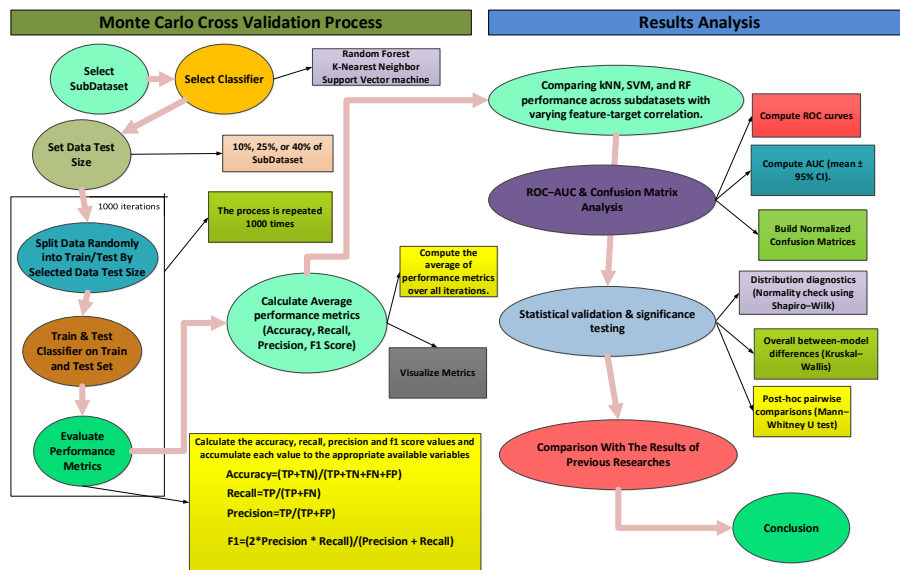 Monte Carlo Cross Validation Process
Select
SubDataset
Select Classifier
Random Forest
K-Nearest Neighbor
Support Vector machine
Set Data Test
Size
10%, 25%, or 40% of
SubDataset
1000 iterations
Split Data Randomly
into Train/Test By
Selected Data Test Size
The process is repeated
1000 times
Train & Test
Classifier on Train
and Test Set
Evaluate
Performance
Metrics
Calculate Average
performance metrics
(Accuracy, Recall,
Precision, F1 Score)
Compute the
average of
performance metrics
over all iterations.
Visualize Metrics
Calculate the accuracy, recall, precision and f1 score values and
accumulate each value to the appropriate available variables
Accuracy=(TP+TN)/(TP+TN+FN+FP)
Recall=TP/(TP+FN)
Precision=TP/(TP+FP)
F1=(2*Precision * Recall)/(Precision + Recall)
Results Analysis
Comparing kNN, SVM, and RF
performance across subdatasets with
varying feature-target correlation.
Compute ROC curves
Compute AUC (mean ±
95% CI).
ROC–AUC & Confusion Matrix
Analysis
Build Normalized
Confusion Matrices
Distribution diagnostics
(Normality check using
Shapiro–Wilk)
Statistical validation & significance
testing
Overall between-model
differences (Kruskal–
Wallis)
Post-hoc pairwise
comparisons (Mann–
Whitney U test)
Comparison With The Results of
Previous Researches
Conclusion